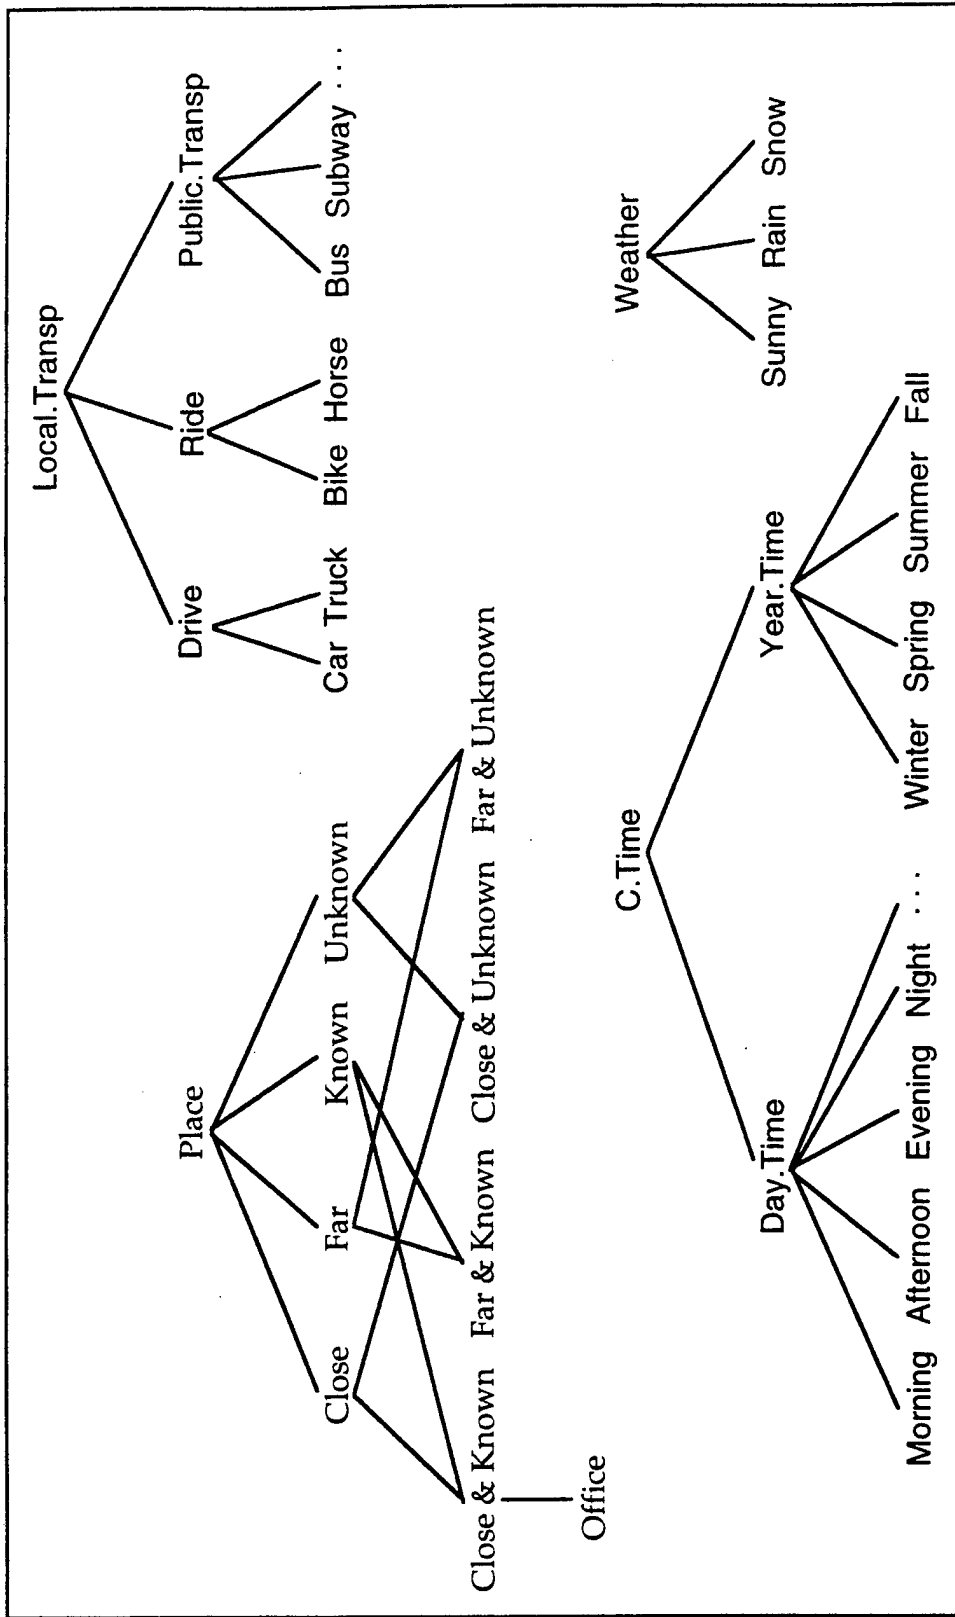 Local.Transp
Drive Ride Public.Transp
Car Truck Bike Horse Bus Subway ...
Place
Close Far Known Unknown
Close & Known Far & Known Close & Unknown Far & Unknown
Office
C.Time
Day.Time Year.Time
Morning Afternoon Evening Night ... Winter Spring Summer Fall
Weather
Sunny Rain Snow